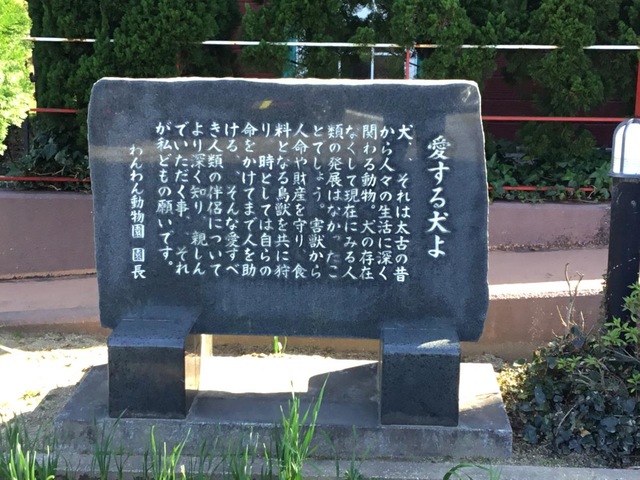 愛する犬よ
犬、それは太古の昔
から人々の生活に深く
関わる動物。犬の存在
なくして現在にみる人
類の発展はなかったこ
とでしょう。害獣から
人命や財産を守り、食
料となる鳥獣を共に狩
り、時としては自らの
命をかけてまで人を助
ける、そんな愛すべ
き人類の伴侶について
より深く知り、親しん
でいただく事、それ
が私どもの願いです。
わんわん動物園 園長